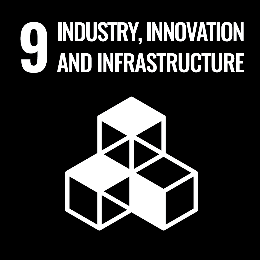 9 INDUSTRY, INNOVATION
AND INFRASTRUCTURE